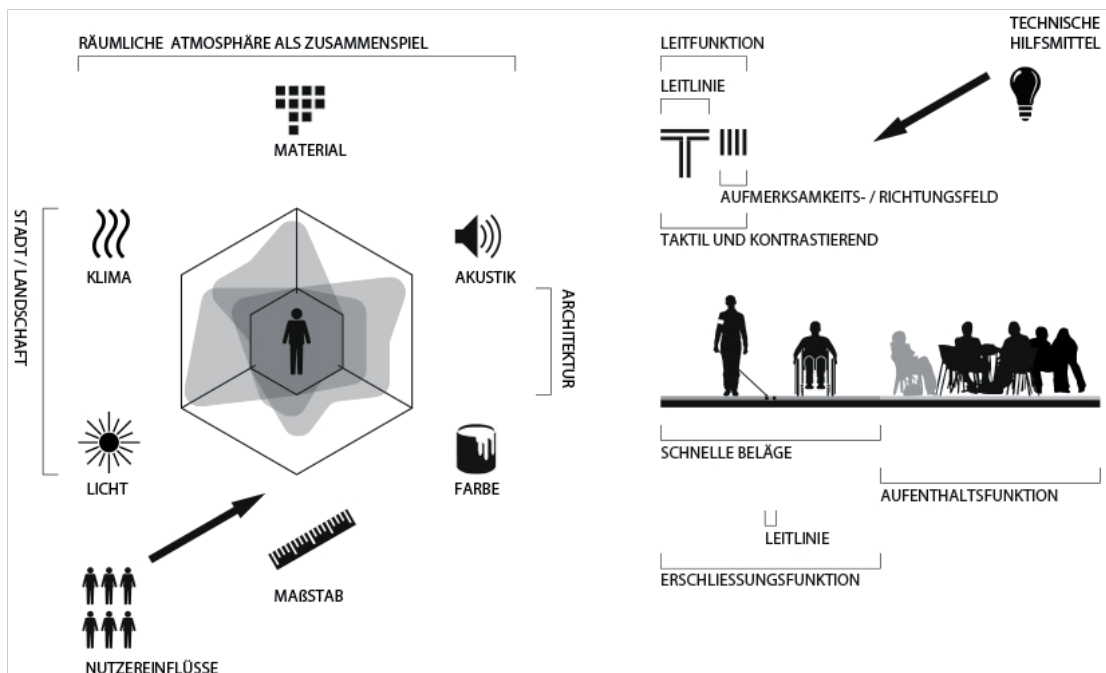 RÄUMLICHE ATMOSPHÄRE ALS ZUSAMMENSPIEL
MATERIAL
STADT / LANDSCHAFT
KLIMA
AKUSTIK
ARCHITEKTUR
LICHT
FARBE
MAßSTAB
NUTZEREINFLÜSSE
TECHNISCHE
HILFSMITTEL
LEITFUNKTION
LEITLINIE
AUFMERKSAMKEITS- / RICHTUNGSFELD
TAKTIL UND KONTRASTIEREND
SCHNELLE BELÄGE
AUFENTHALTSFUNKTION
LEITLINIE
ERSCHLIESSUNGSFUNKTION